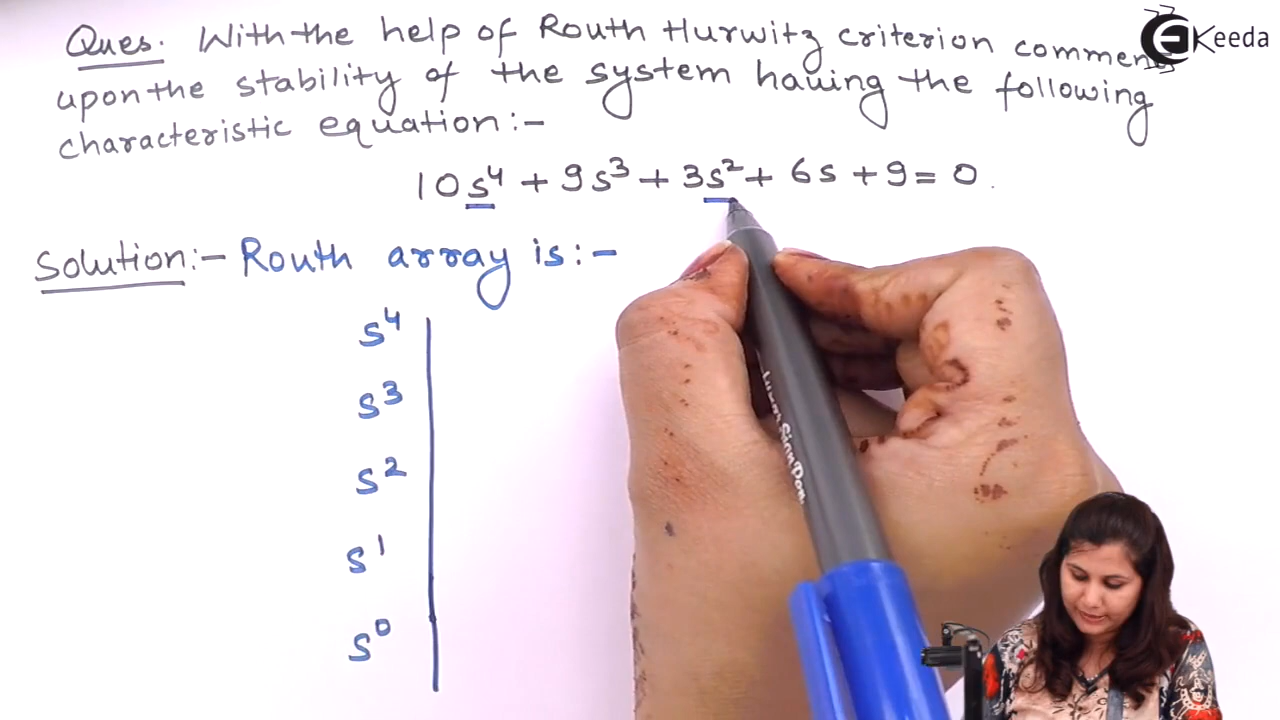 Ques. With the help of Routh Hurwitz criterion comment
upon the stability of the system having the following
characteristic equation:-
10s⁴ + 9s³ + 3s² + 6s + 9 = 0.
Solution:- Routh array is:-
s⁴
s³
s²
s¹
s⁰
Keeda